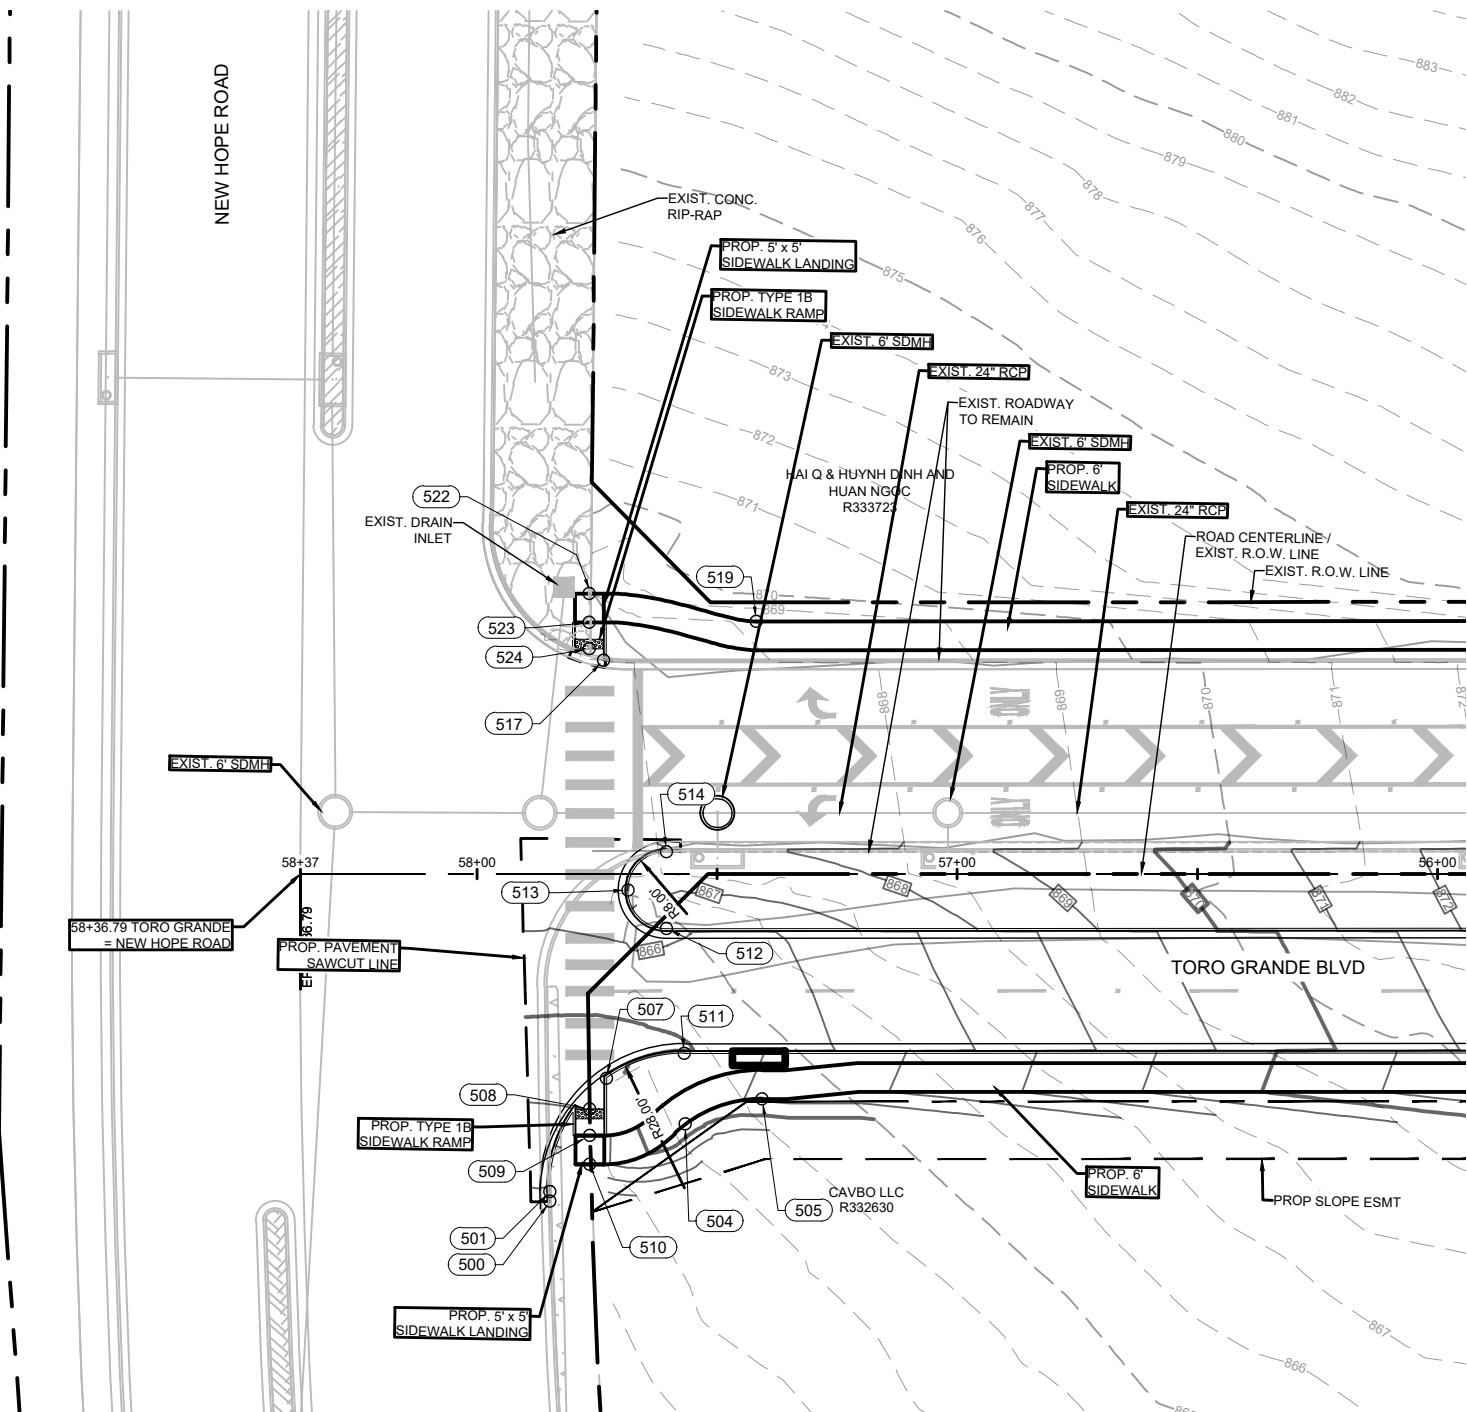 NEW HOPE ROAD
883
882
881
880
879
878
877
876
875
873
872
871
870
869
EXIST. CONC.
RIP-RAP
PROP. 5' x 5'
SIDEWALK LANDING
PROP. TYPE 1B
SIDEWALK RAMP
EXIST. 6' SDMH
EXIST. 24" RCP
EXIST. ROADWAY
TO REMAIN
EXIST. 6' SDMH
PROP. 6'
SIDEWALK
HAI Q & HUYNH DINH AND
HUAN NGOC
R333723
EXIST. 24" RCP
ROAD CENTERLINE /
EXIST. R.O.W. LINE
EXIST. R.O.W. LINE
522
EXIST. DRAIN
INLET
519
523
524
517
868
869
870
871
872
ONLY
ONLY
EXIST. 6' SDMH
514
58+37
58+00
57+00
56+00
513
R8.00'
867
868
869
870
871
872
866
58+36.79 TORO GRANDE
= NEW HOPE ROAD
PROP. PAVEMENT
SAWCUT LINE
512
TORO GRANDE BLVD
507
511
508
PROP. TYPE 1B
SIDEWALK RAMP
R28.00'
509
PROP. 6'
SIDEWALK
CAVBO LLC
R332630
PROP SLOPE ESMT
505
504
501
510
500
PROP. 5' x 5'
SIDEWALK LANDING
867
866